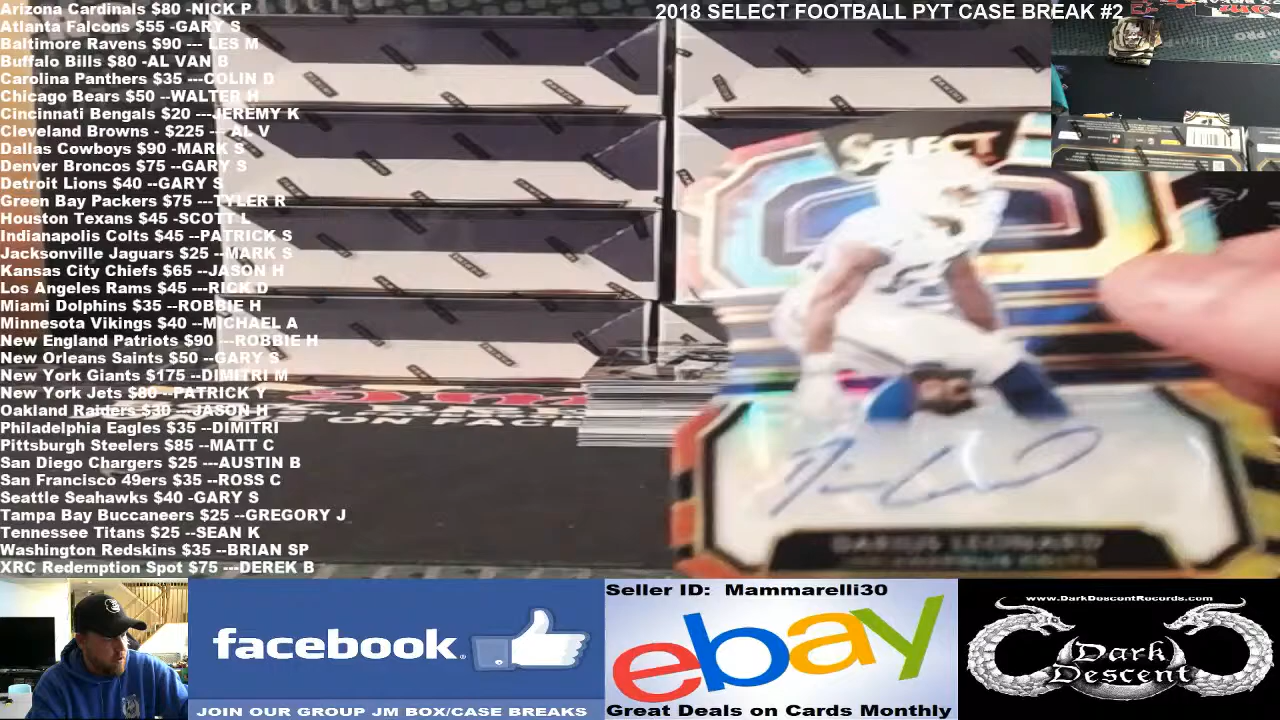 Arizona Cardinals $80 -NICK P
Atlanta Falcons $55 -GARY S
Baltimore Ravens $90 --- LES M
Buffalo Bills $80 -AL VAN B
Carolina Panthers $35 ---COLIN D
Chicago Bears $50 --WALTER H
Cincinnati Bengals $20 ---JEREMY K
Cleveland Browns - $225 --- AL V
Dallas Cowboys $90 -MARK S
Denver Broncos $75 --GARY S
Detroit Lions $40 --GARY S
Green Bay Packers $75 ---TYLER R
Houston Texans $45 -SCOTT L
Indianapolis Colts $45 --PATRICK S
Jacksonville Jaguars $25 --MARK S
Kansas City Chiefs $65 --JASON H
Los Angeles Rams $45 ---RICK D
Miami Dolphins $35 --ROBBIE H
Minnesota Vikings $40 --MICHAEL A
New England Patriots $90 ---ROBBIE H
New Orleans Saints $50 --GARY S
New York Giants $175 --DIMITRI M
New York Jets $80 --PATRICK Y
Oakland Raiders $30 ---JASON H
Philadelphia Eagles $35 --DIMITRI
Pittsburgh Steelers $85 --MATT C
San Diego Chargers $25 ---AUSTIN B
San Francisco 49ers $35 --ROSS C
Seattle Seahawks $40 -GARY S
Tampa Bay Buccaneers $25 --GREGORY J
Tennessee Titans $25 --SEAN K
Washington Redskins $35 --BRIAN SP
XRC Redemption Spot $75 ---DEREK B
2018 SELECT FOOTBALL PYT CASE BREAK #2
SELECT
DARIUS LEONARD
INDIANAPOLIS COLTS
ON FACE
facebook
JOIN OUR GROUP JM BOX/CASE BREAKS
Seller ID: Mammarelli30
ebay
Great Deals on Cards Monthly
www.DarkDescentRecords.com
Dark
Descent